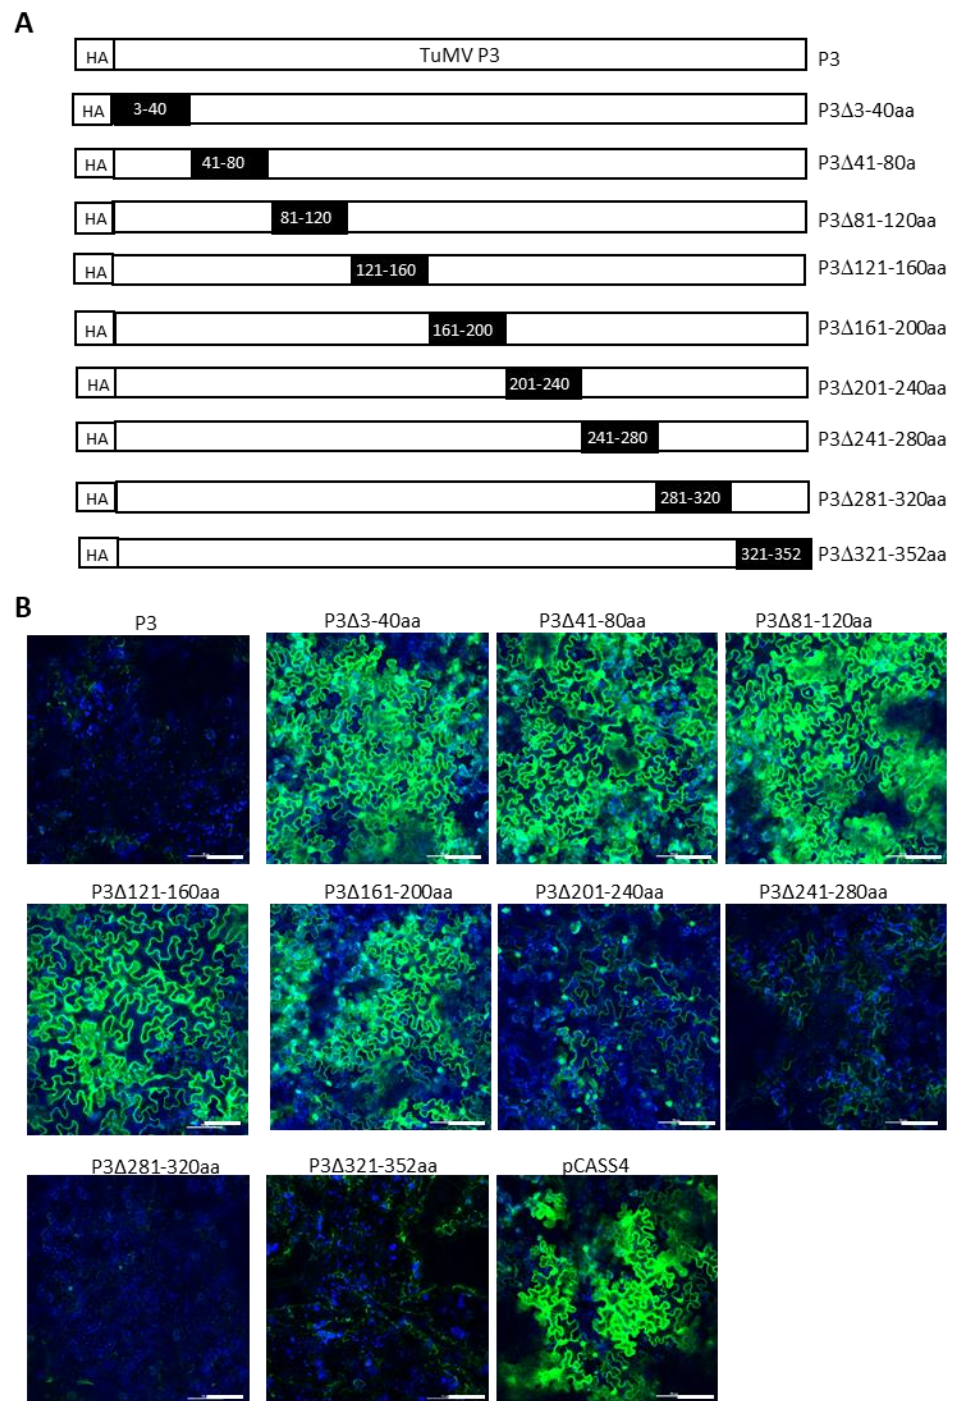 A
HA TuMV P3 P3
HA 3-40 P3Δ3-40aa
HA 41-80 P3Δ41-80a
HA 81-120 P3Δ81-120aa
HA 121-160 P3Δ121-160aa
HA 161-200 P3Δ161-200aa
HA 201-240 P3Δ201-240aa
HA 241-280 P3Δ241-280aa
HA 281-320 P3Δ281-320aa
HA 321-352 P3Δ321-352aa
B
P3 P3Δ3-40aa P3Δ41-80aa P3Δ81-120aa
P3Δ121-160aa P3Δ161-200aa P3Δ201-240aa P3Δ241-280aa
P3Δ281-320aa P3Δ321-352aa pCASS4